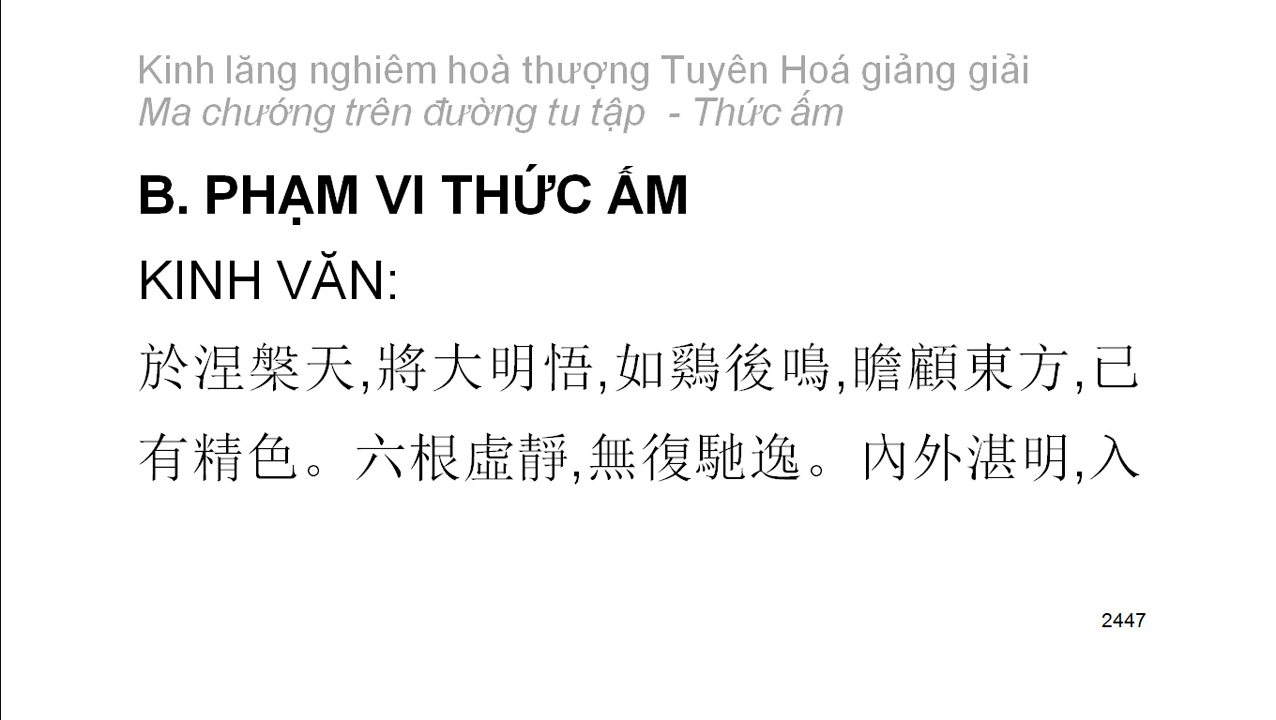 Kinh lăng nghiêm hoà thượng Tuyên Hoá giảng giải
Ma chướng trên đường tu tập - Thức ấm
B. PHẠM VI THỨC ẤM
KINH VĂN:
於涅槃天,將大明悟,如鷄後鳴,瞻顧東方,已
有精色。六根虛靜,無復馳逸。內外湛明,入
2447